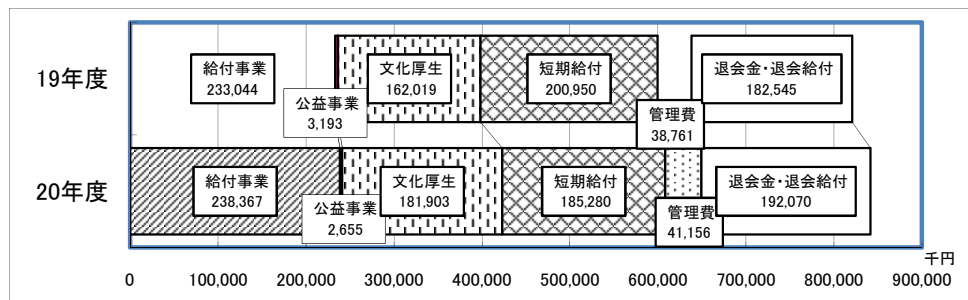 19年度
給付事業
233,044
公益事業
3,193
文化厚生
162,019
短期給付
200,950
管理費
38,761
退会金・退会給付
182,545
20年度
給付事業
238,367
公益事業
2,655
文化厚生
181,903
短期給付
185,280
管理費
41,156
退会金・退会給付
192,070
千円
0 100,000 200,000 300,000 400,000 500,000 600,000 700,000 800,000 900,000